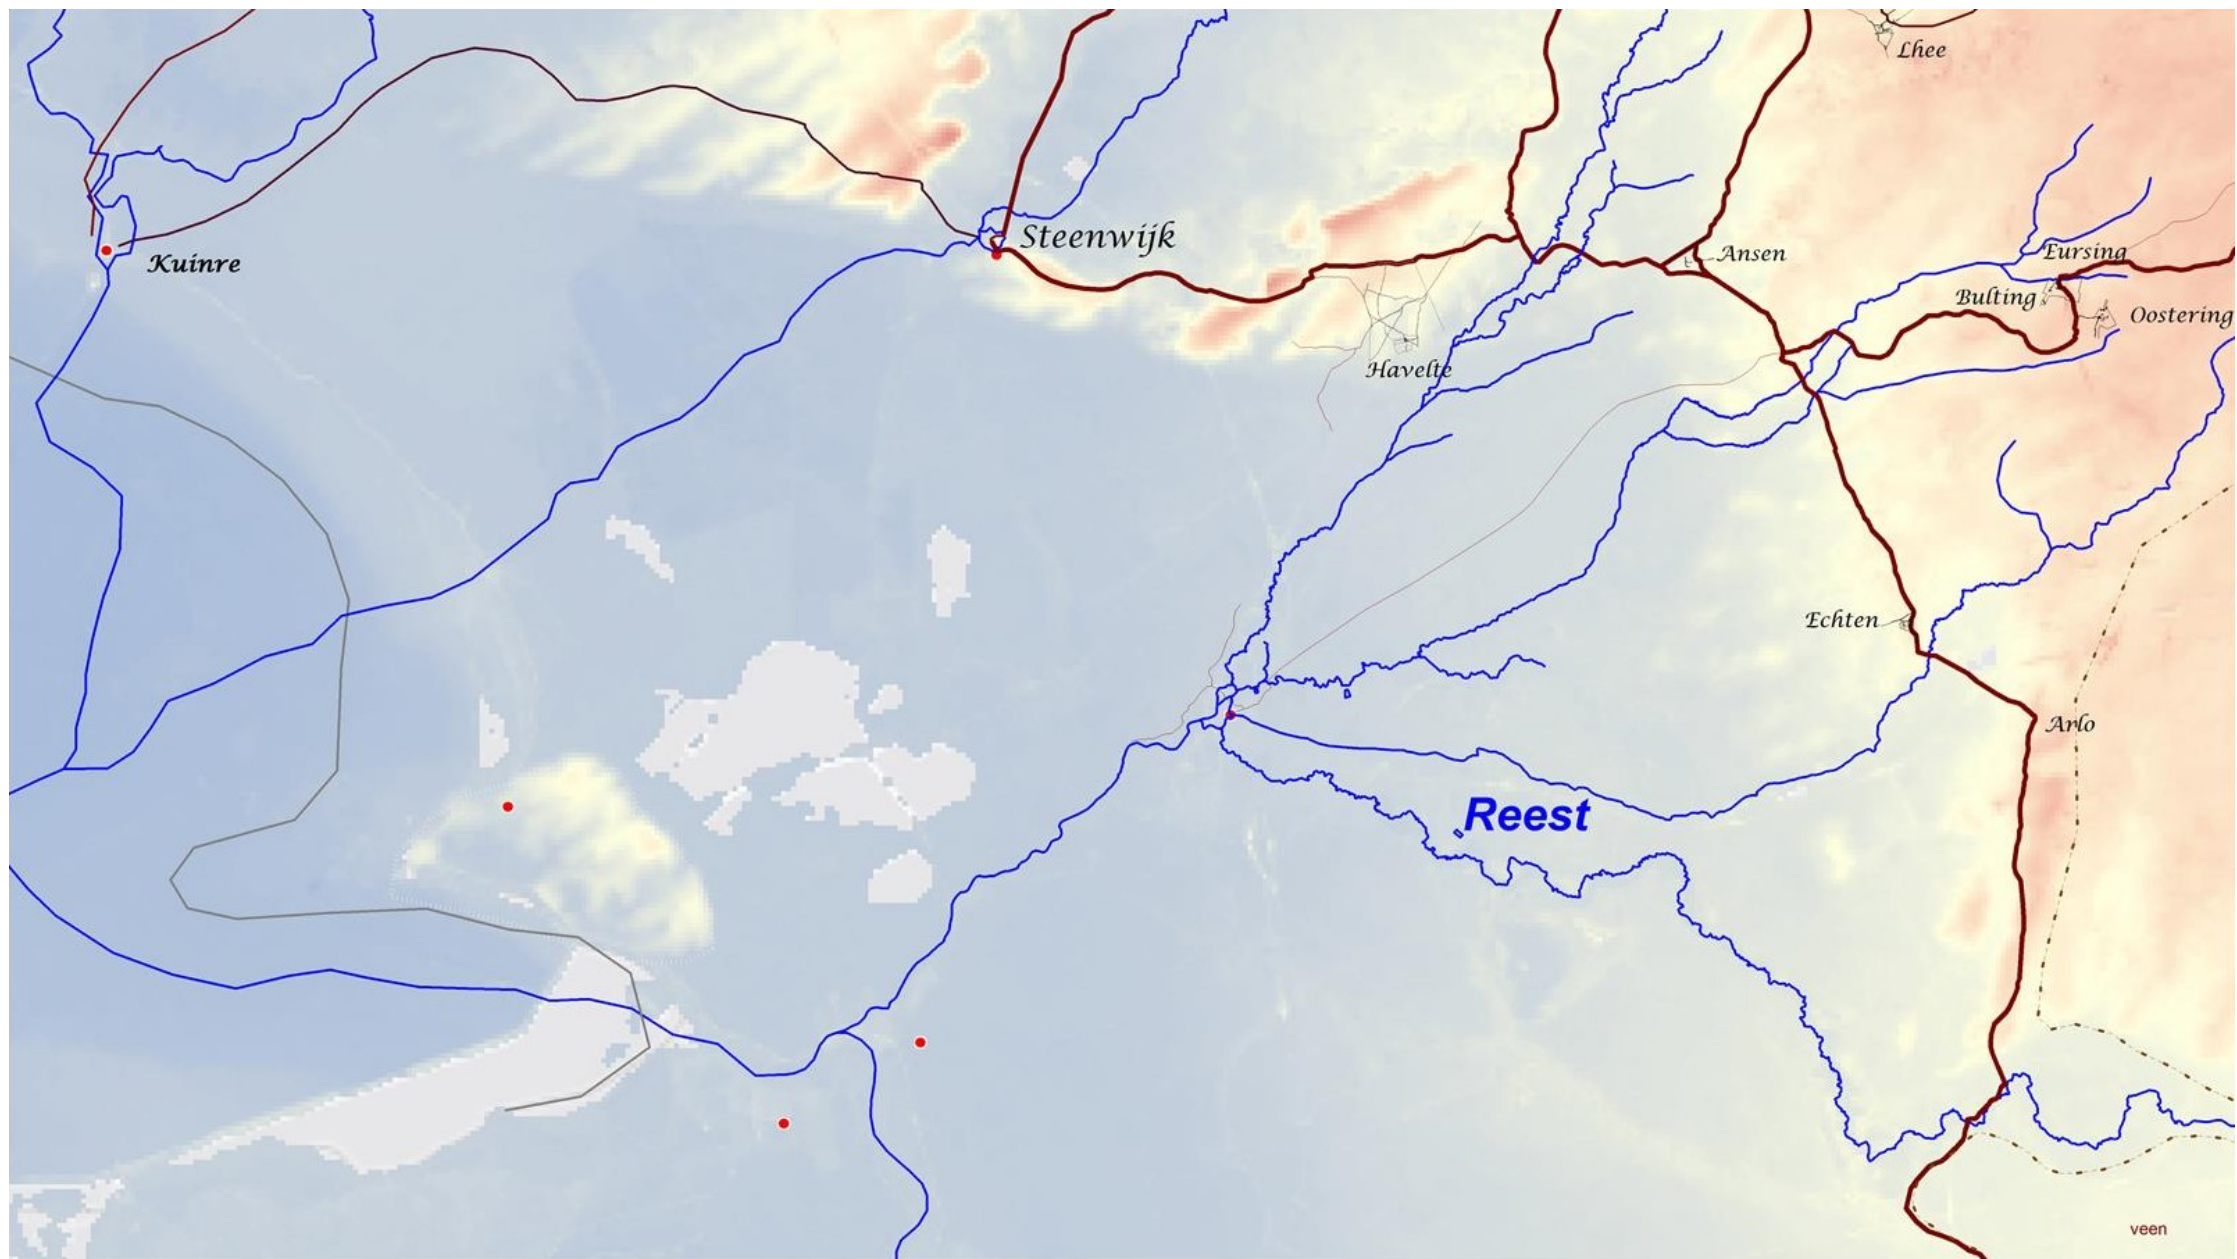 Lhee
Steenwijk
Kuinre
Ansen
Eursing
Bulting
Oostering
Havelte
Echten
Arlo
Reest
veen